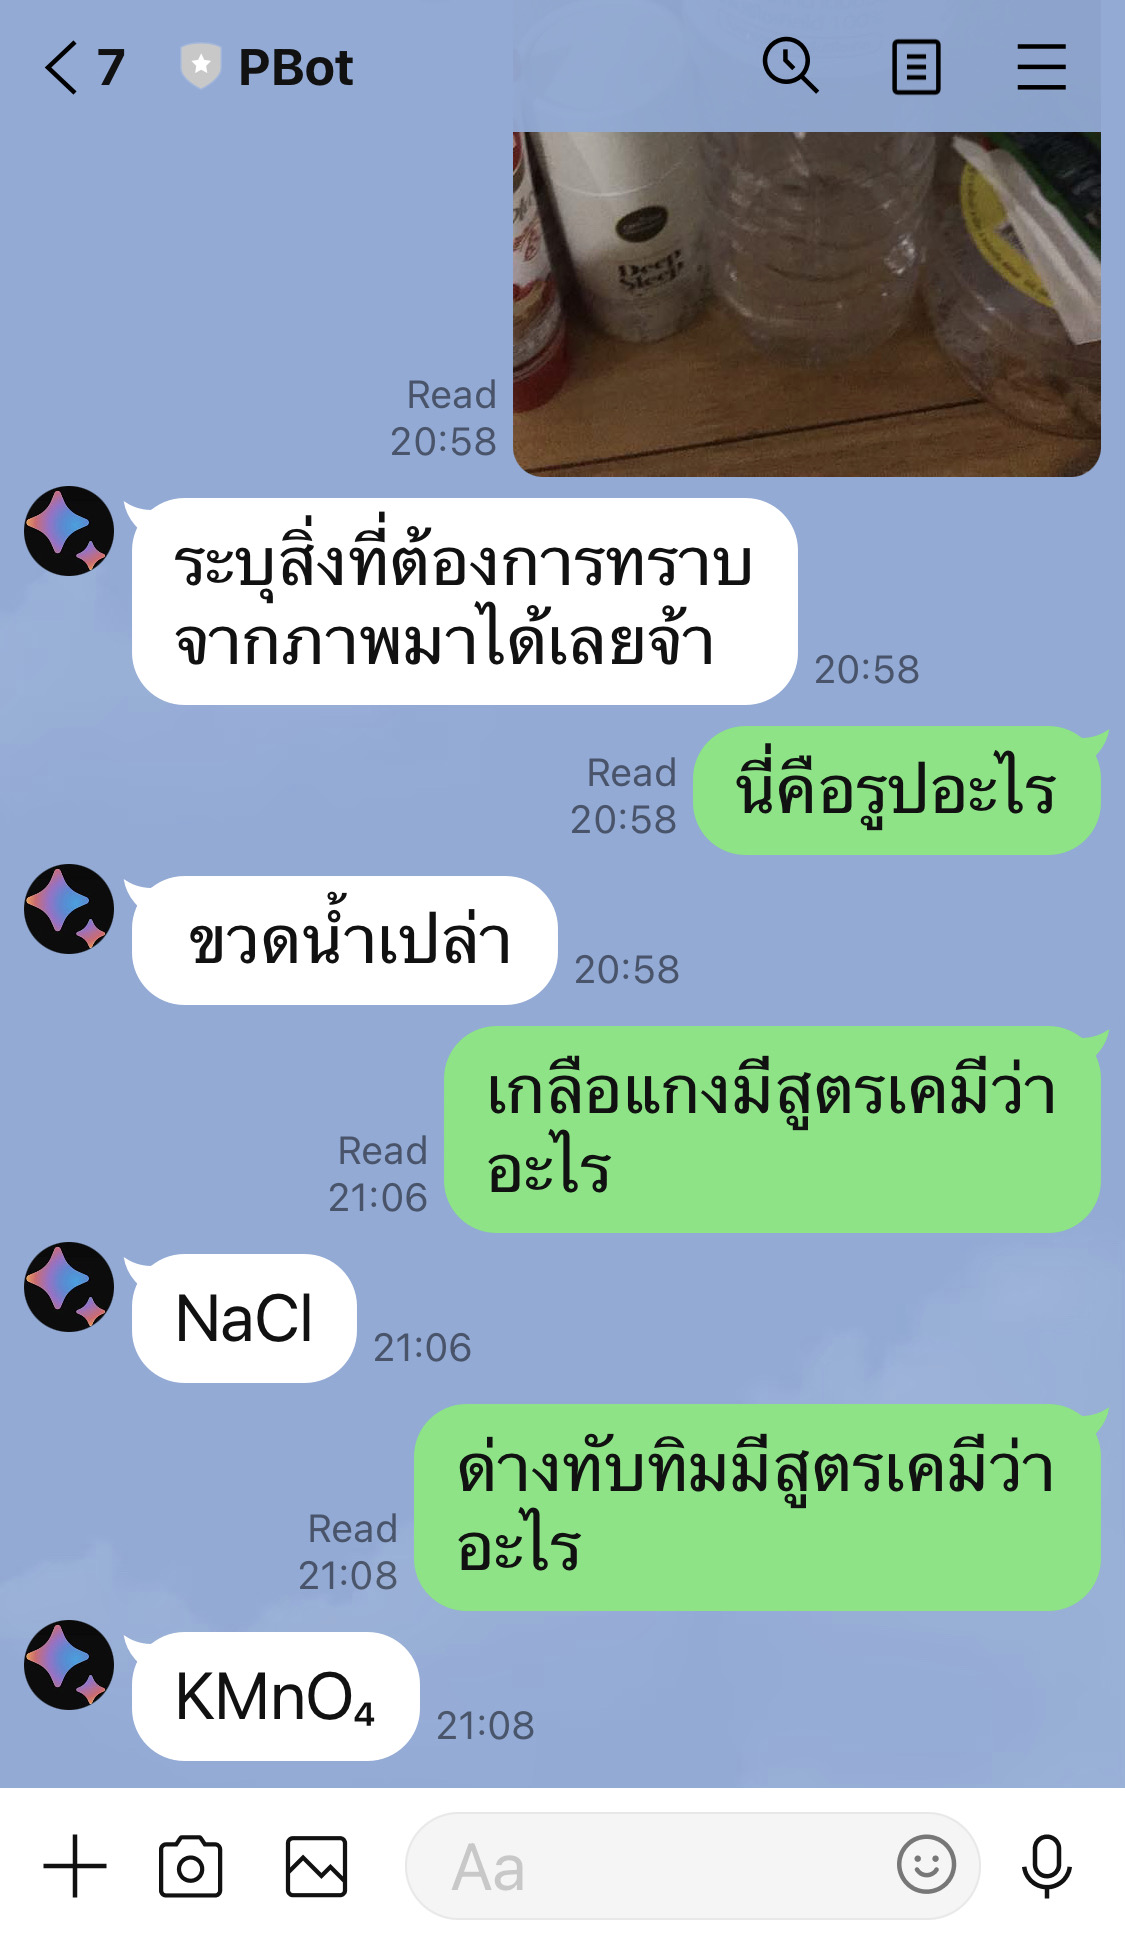 7 PBot
Deep
Sleep
Read
20:58
ระบุสิ่งที่ต้องการทราบ
จากภาพมาได้เลยจ้า
20:58
Read
20:58
นี่คือรูปอะไร
ขวดน้ำเปล่า
20:58
เกลือแกงมีสูตรเคมีว่า
อะไร
Read
21:06
NaCl
21:06
ด่างทับทิมมีสูตรเคมีว่า
อะไร
Read
21:08
KMnO₄
21:08
Aa